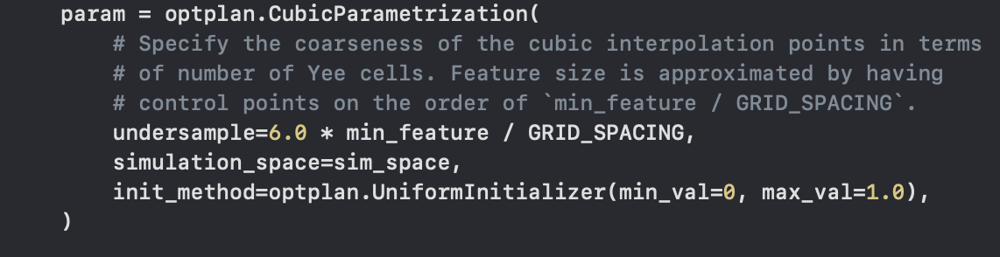 param = optplan.CubicParametrization(
# Specify the coarseness of the cubic interpolation points in terms
# of number of Yee cells. Feature size is approximated by having
# control points on the order of `min_feature / GRID_SPACING`.
undersample=6.0 * min_feature / GRID_SPACING,
simulation_space=sim_space,
init_method=optplan.UniformInitializer(min_val=0, max_val=1.0),
)